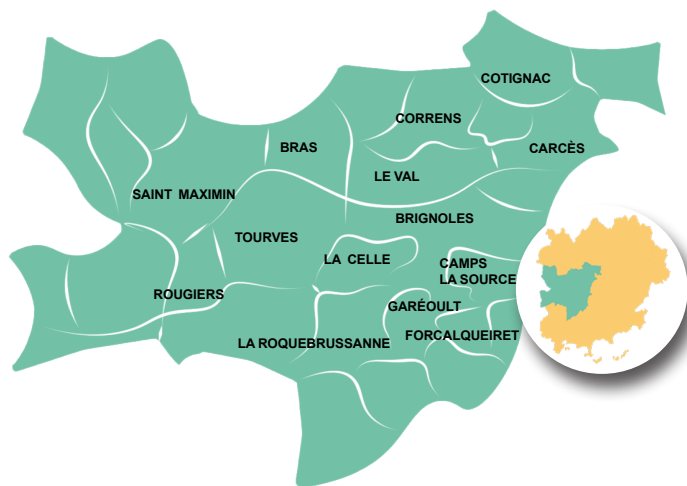 COTIGNAC
CORRENS
BRAS
CARCÈS
LE VAL
SAINT MAXIMIN
BRIGNOLES
TOURVES
LA CELLE
CAMPS
LA SOURCE
ROUGIERS
GARÉOULT
FORCALQUEIRET
LA ROQUEBRUSSANNE